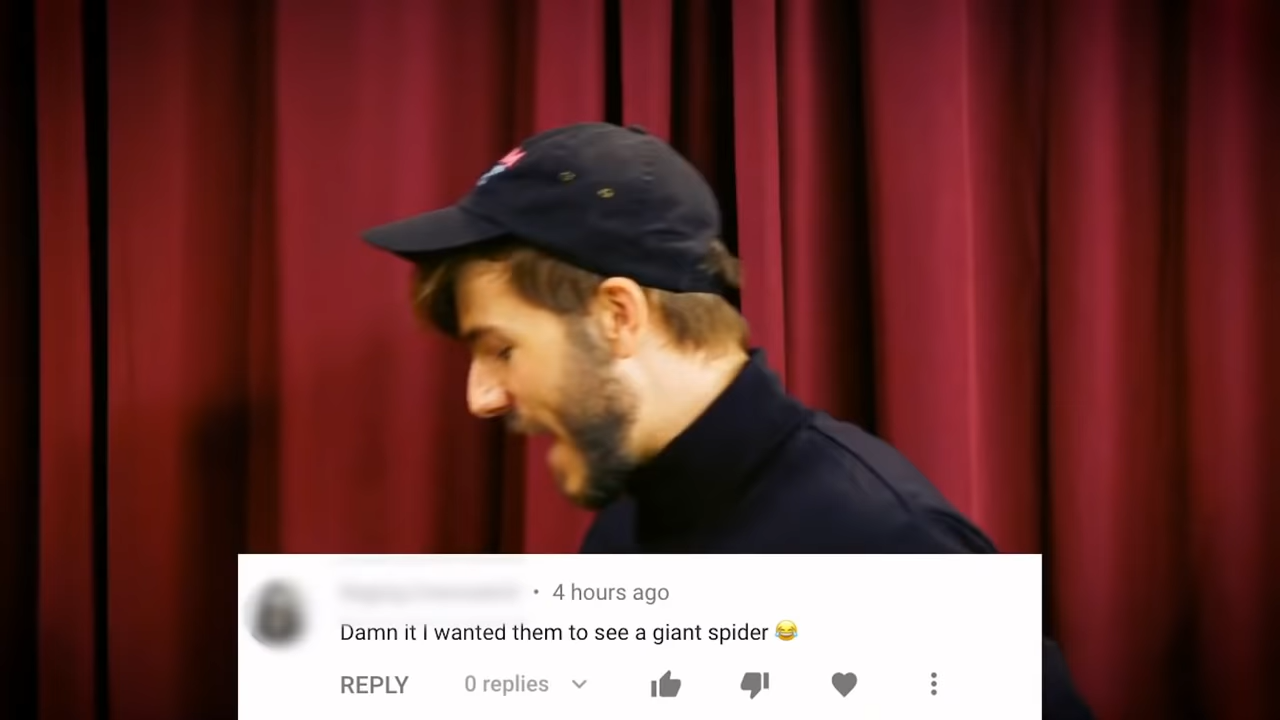 • 4 hours ago
Damn it I wanted them to see a giant spider 😂
REPLY 0 replies